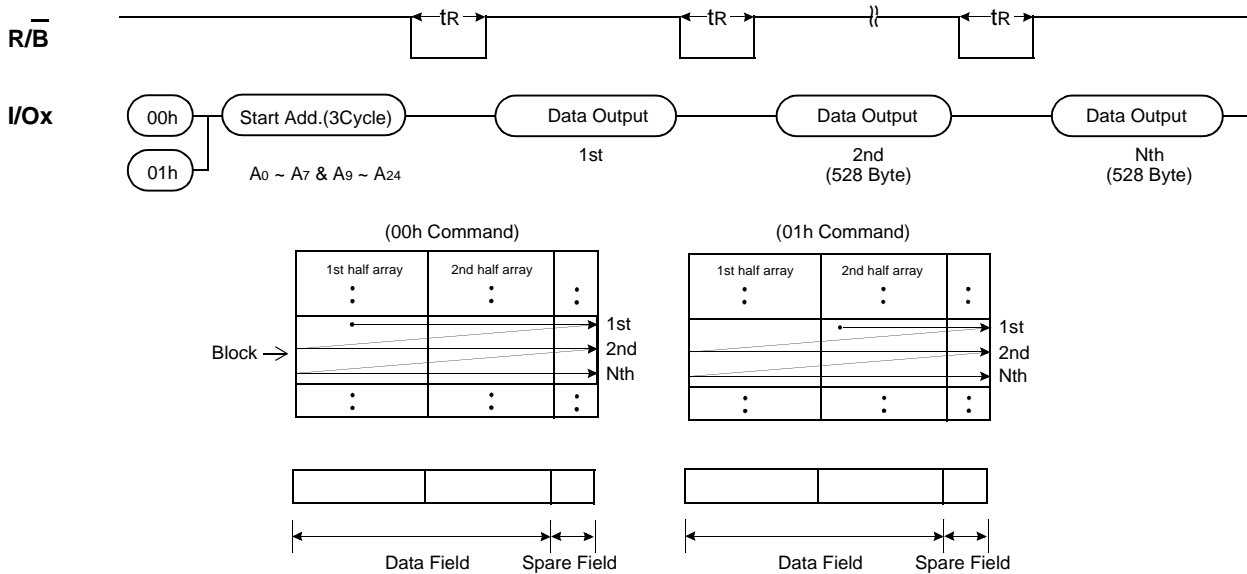 tR tR tR
R/B
I/Ox 00h Start Add.(3Cycle) Data Output Data Output Data Output
01h A0 ~ A7 & A9 ~ A24 1st 2nd Nth
(528 Byte) (528 Byte)
(00h Command) (01h Command)
1st half array 2nd half array 1st half array 2nd half array
1st 1st
Block 2nd 2nd
Nth Nth
Data Field Spare Field Data Field Spare Field